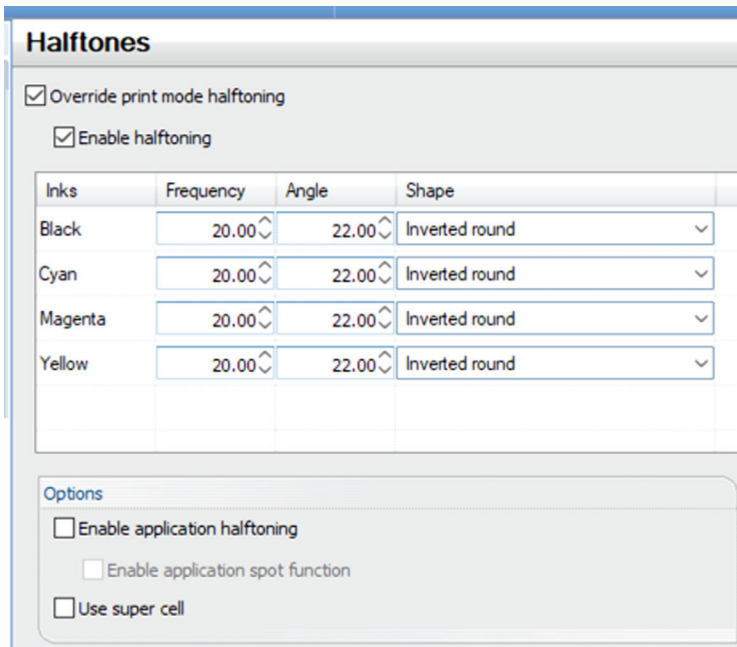 Halftones
Override print mode halftoning
Enable halftoning
Inks Frequency Angle Shape
Black 20.00 22.00 Inverted round
Cyan 20.00 22.00 Inverted round
Magenta 20.00 22.00 Inverted round
Yellow 20.00 22.00 Inverted round
Options
Enable application halftoning
Enable application spot function
Use super cell